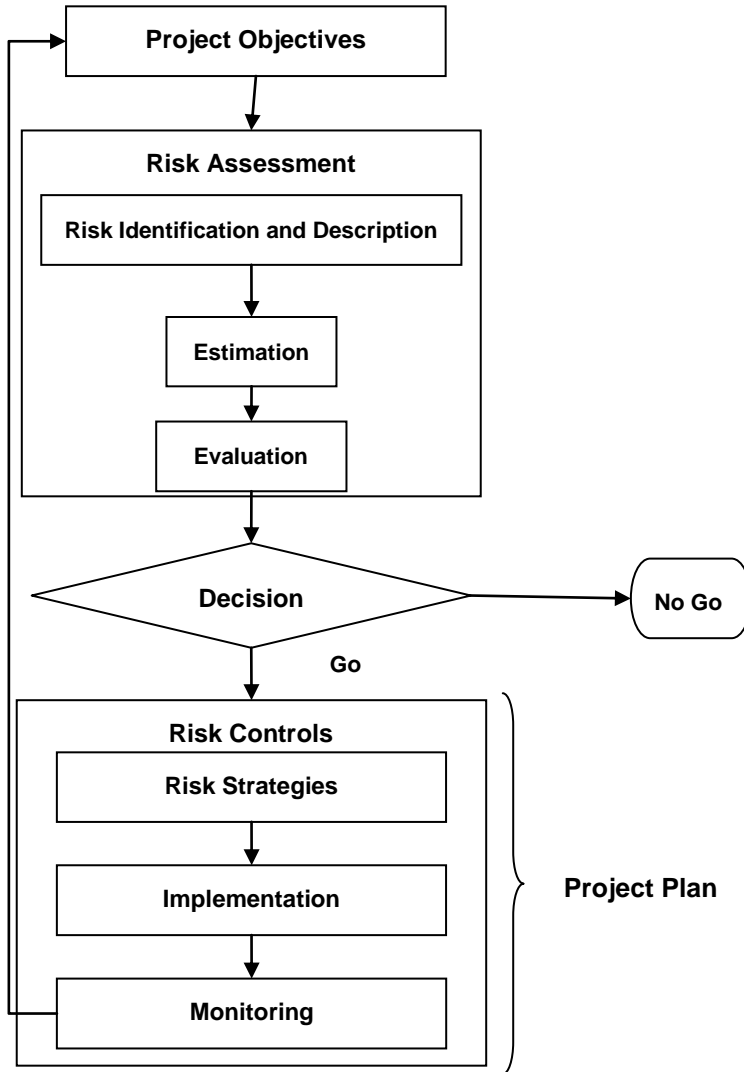 Project Objectives
Risk Assessment
Risk Identification and Description
Estimation
Evaluation
Decision
No Go
Go
Risk Controls
Risk Strategies
Implementation
Project Plan
Monitoring